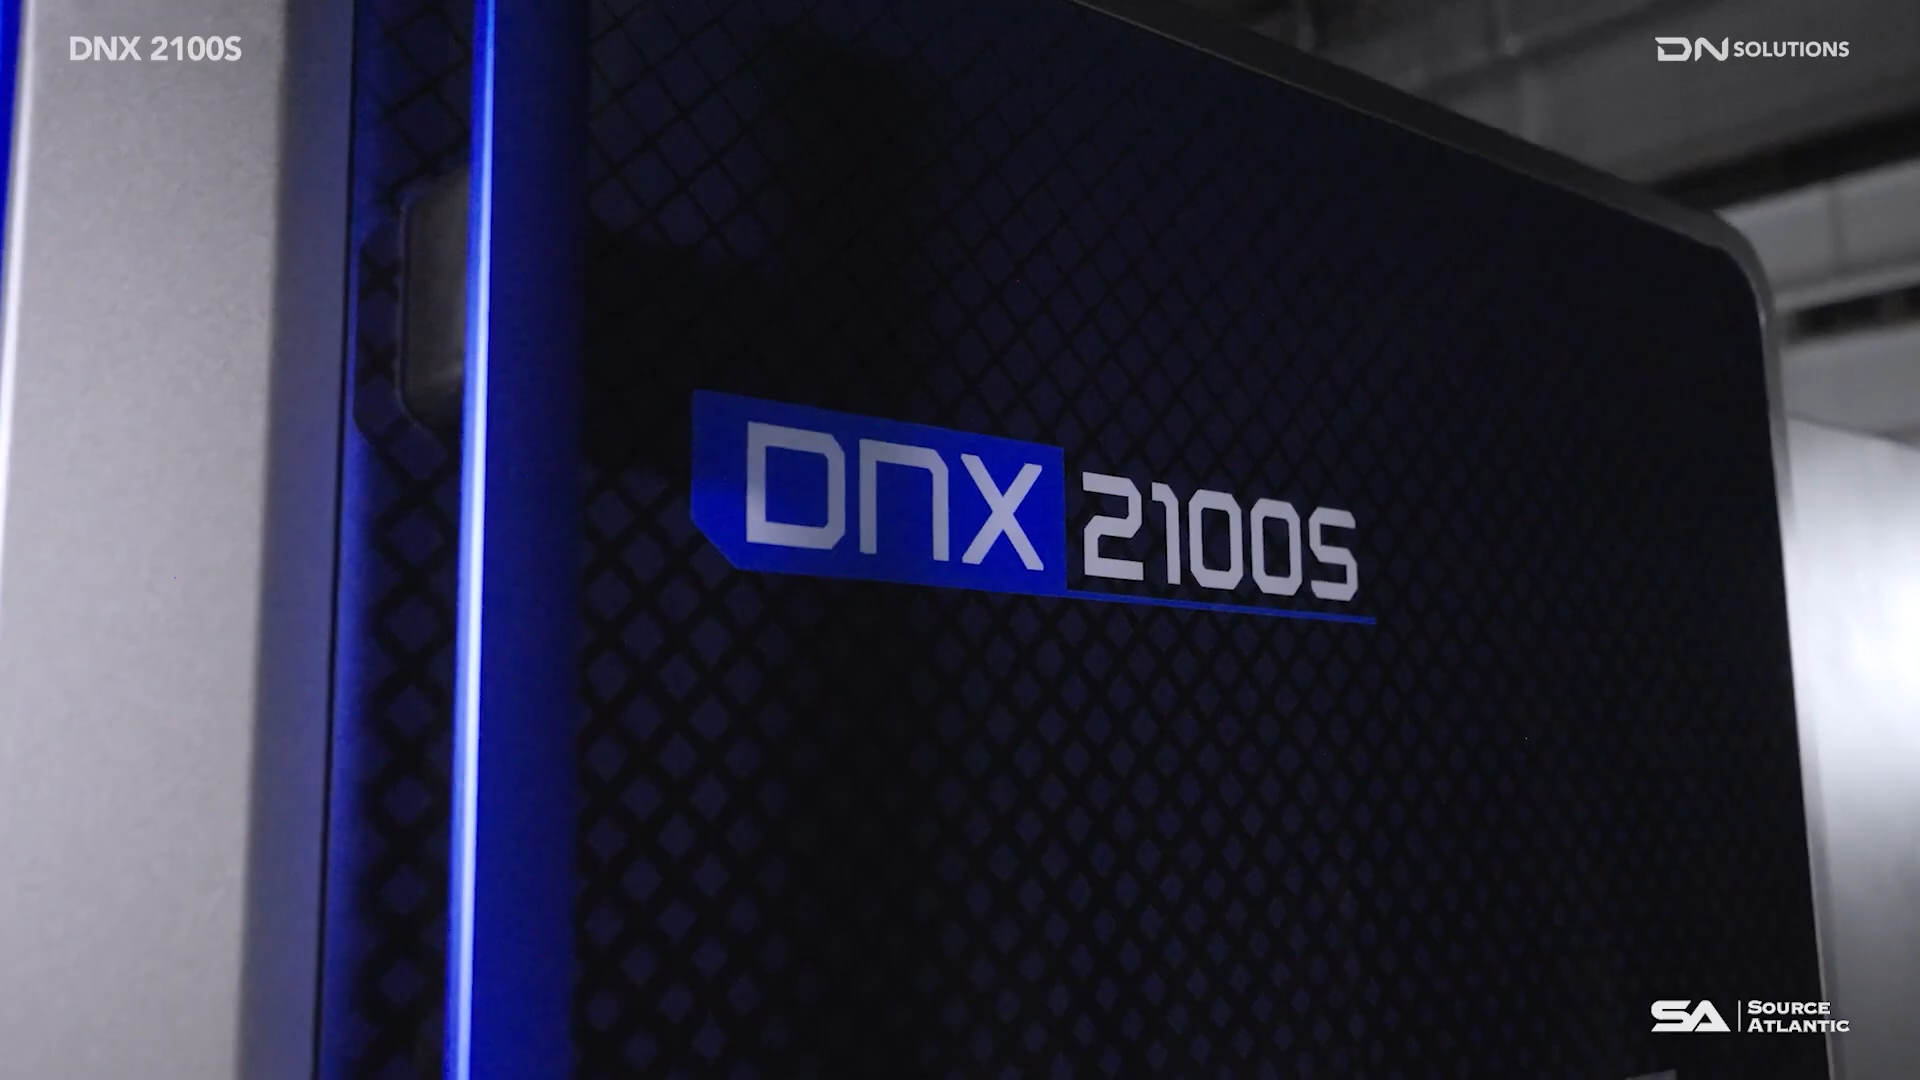 DNX 2100S
DN SOLUTIONS
DNX 2100S
SA | SOURCE
ATLANTIC